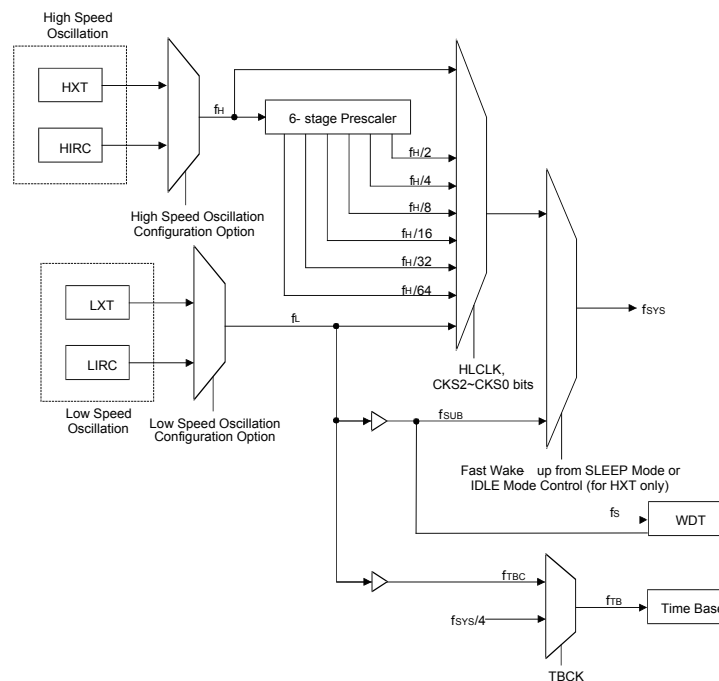 High Speed
Oscillation
HXT
HIRC
fH
6- stage Prescaler
fH/2
fH/4
fH/8
fH/16
fH/32
fH/64
High Speed Oscillation
Configuration Option
LXT
LIRC
fL
Low Speed
Oscillation
Low Speed Oscillation
Configuration Option
HLCLK,
CKS2~CKS0 bits
fSYS
fSUB
Fast Wake up from SLEEP Mode or
IDLE Mode Control (for HXT only)
fS
WDT
fTBC
fSYS/4
fTB
Time Base
TBCK